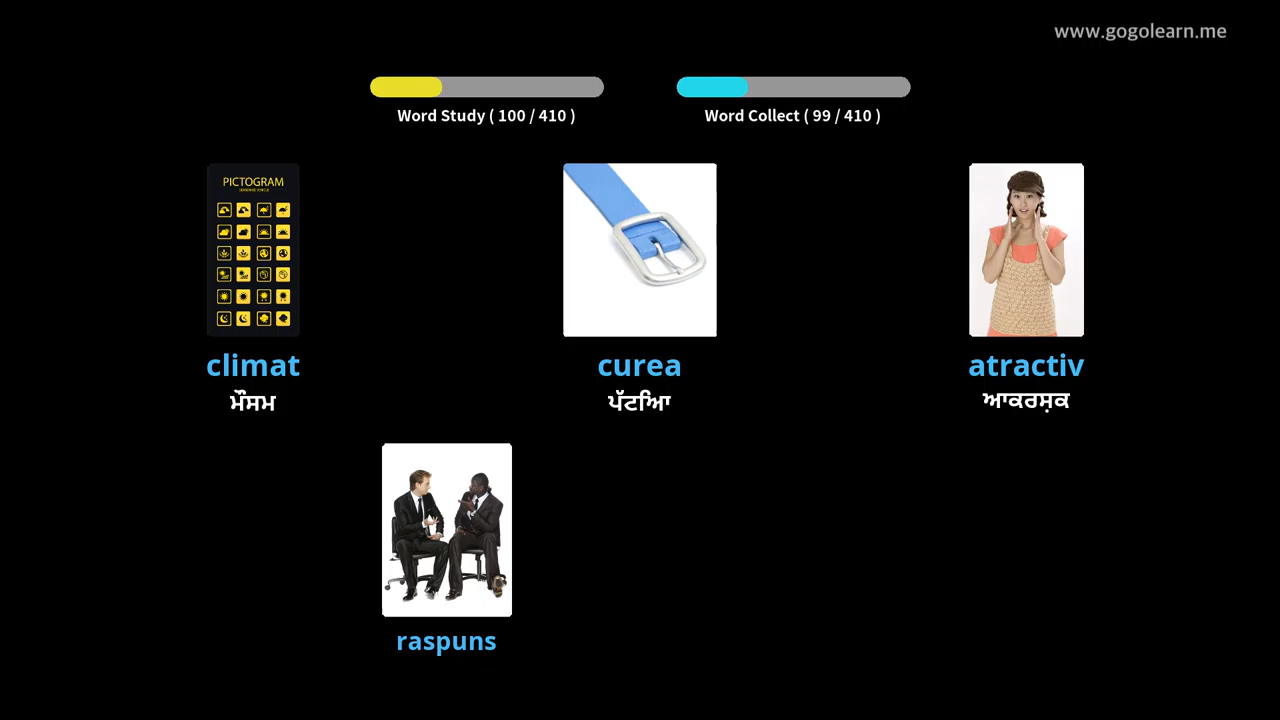 www.gogolearn.me
Word Study ( 100 / 410 )
Word Collect ( 99 / 410 )
PICTOGRAM
climat
curea
atractiv
ਮੌਸਮ
ਪੱਟਿਆ
ਆਕਰਸ਼ਕ
raspuns